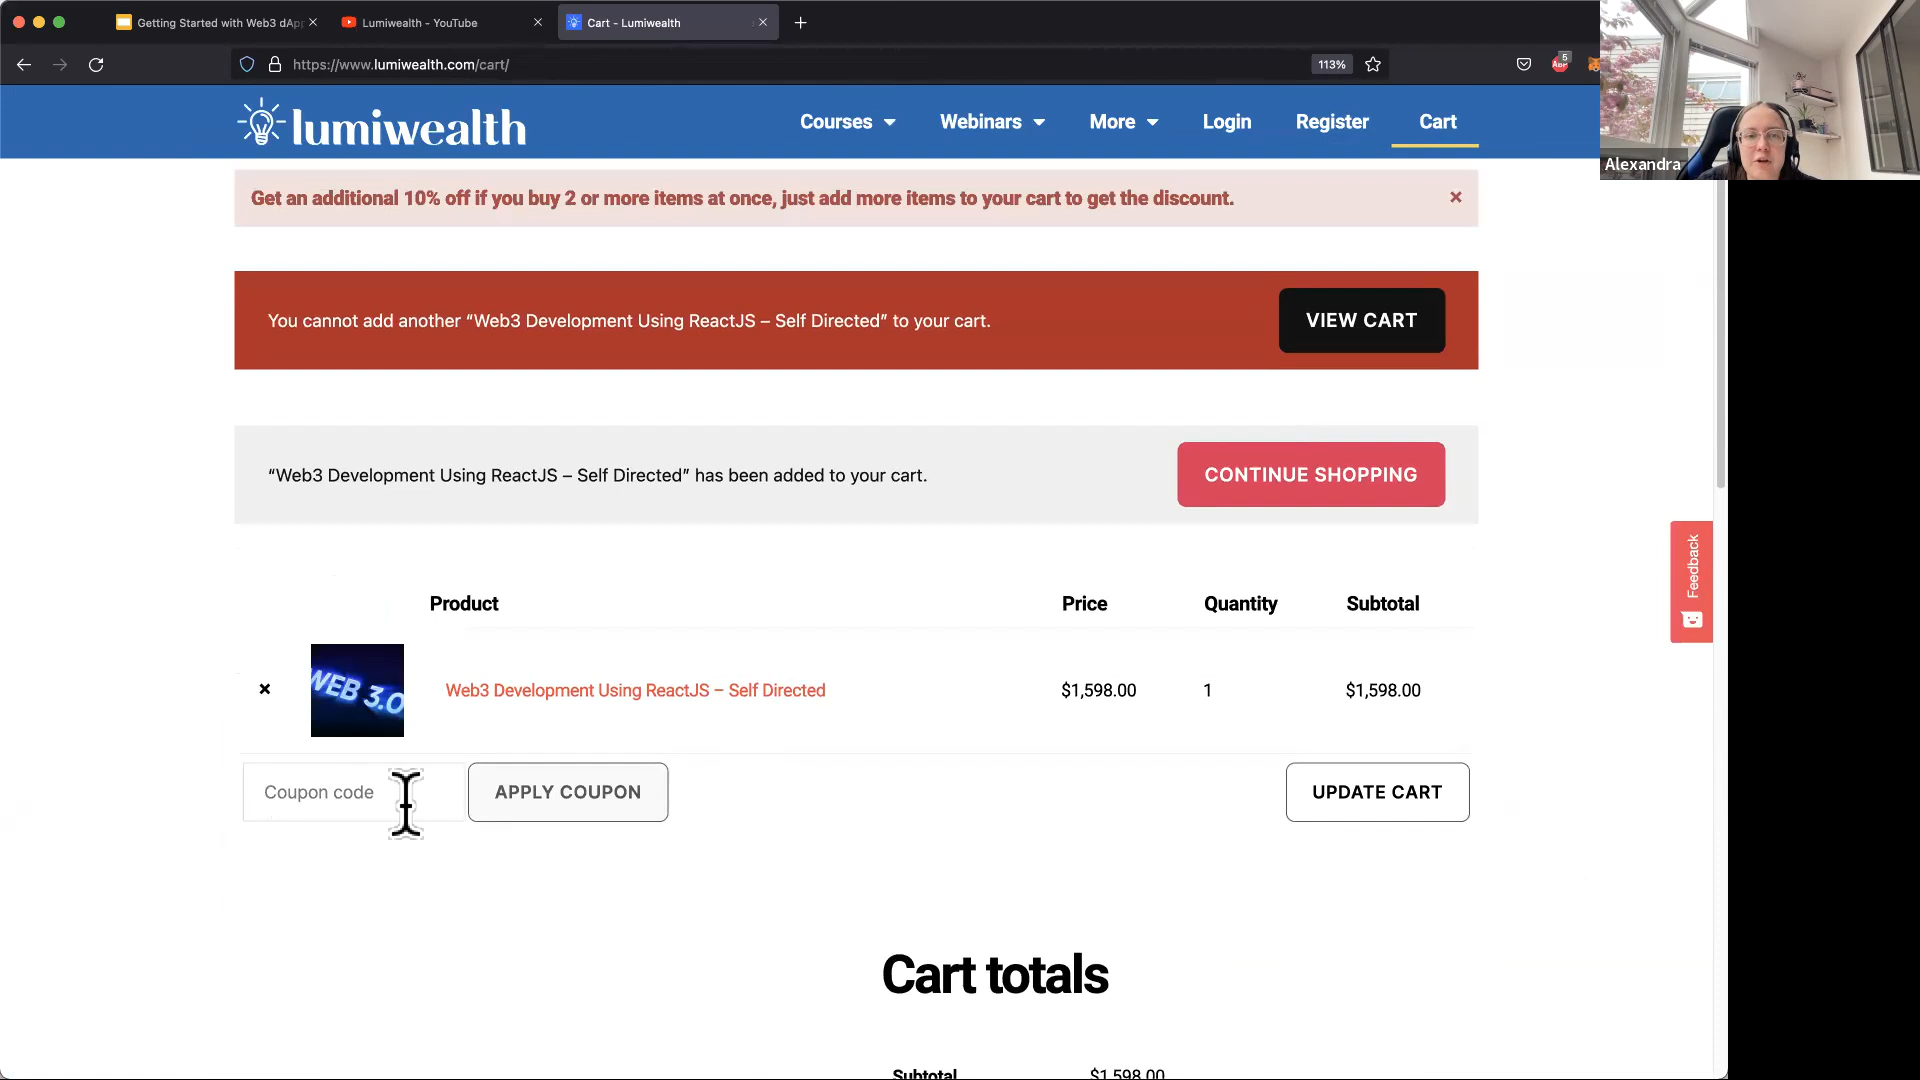 Getting Started with Web3 dApp
Lumiwealth - YouTube
Cart - Lumiwealth
https://www.lumiwealth.com/cart/
113%
ABP
5
lumiwealth
Courses
Webinars
More
Login
Register
Cart
Alexandra
Get an additional 10% off if you buy 2 or more items at once, just add more items to your cart to get the discount.
You cannot add another “Web3 Development Using ReactJS – Self Directed” to your cart.
VIEW CART
“Web3 Development Using ReactJS – Self Directed” has been added to your cart.
CONTINUE SHOPPING
Feedback
Product
Price
Quantity
Subtotal
WEB 3.0
Web3 Development Using ReactJS – Self Directed
$1,598.00
1
$1,598.00
Coupon code
APPLY COUPON
UPDATE CART
Cart totals
Subtotal
$1,598.00